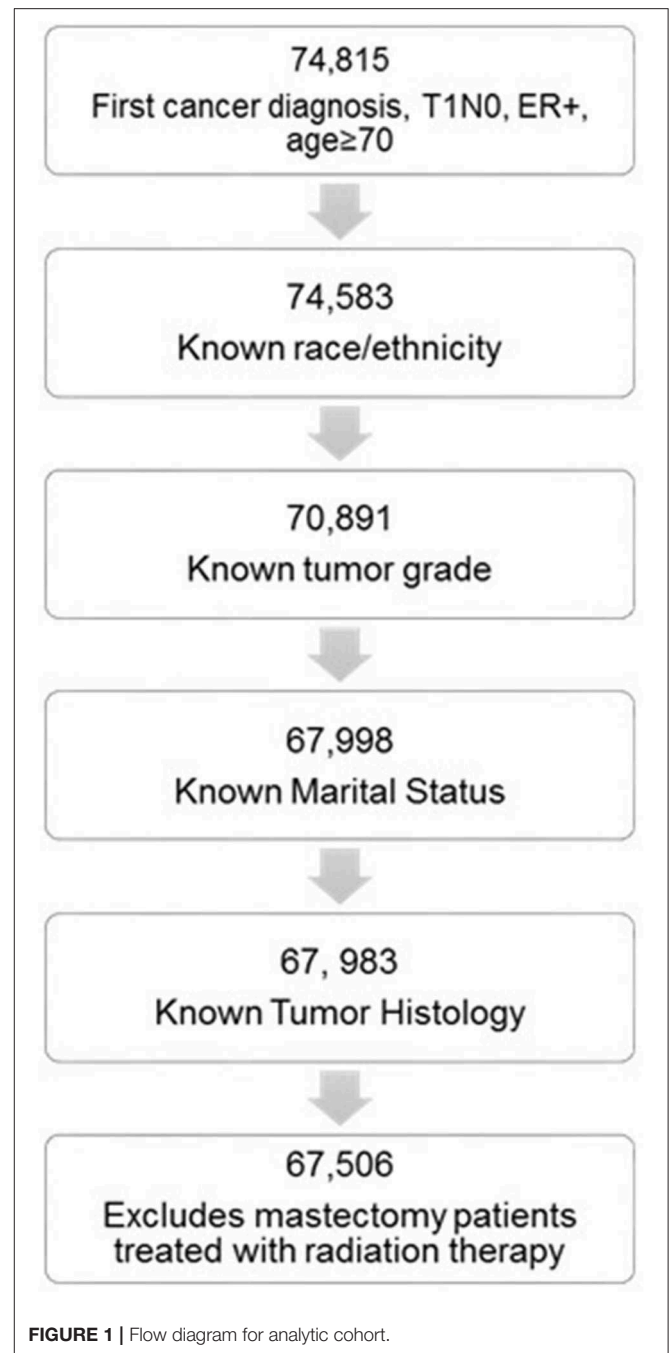 74,815
First cancer diagnosis, T1N0, ER+,
age≥70
74,583
Known race/ethnicity
70,891
Known tumor grade
67,998
Known Marital Status
67, 983
Known Tumor Histology
67,506
Excludes mastectomy patients
treated with radiation therapy
FIGURE 1 | Flow diagram for analytic cohort.